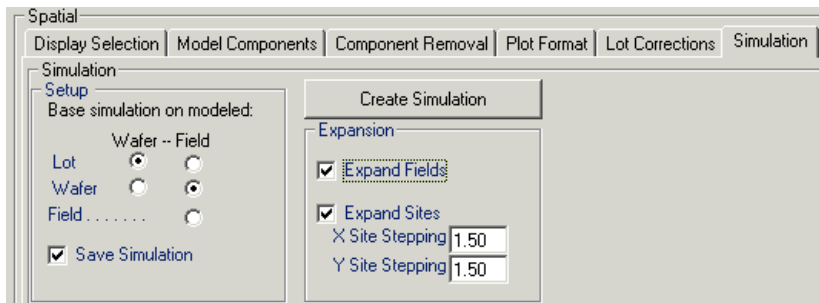 Spatial
Display Selection Model Components Component Removal Plot Format Lot Corrections Simulation
Simulation
Setup
Base simulation on modeled:
Wafer -- Field
Lot
Wafer
Field . . . . . . .
Save Simulation
Create Simulation
Expansion
Expand Fields
Expand Sites
X Site Stepping 1.50
Y Site Stepping 1.50